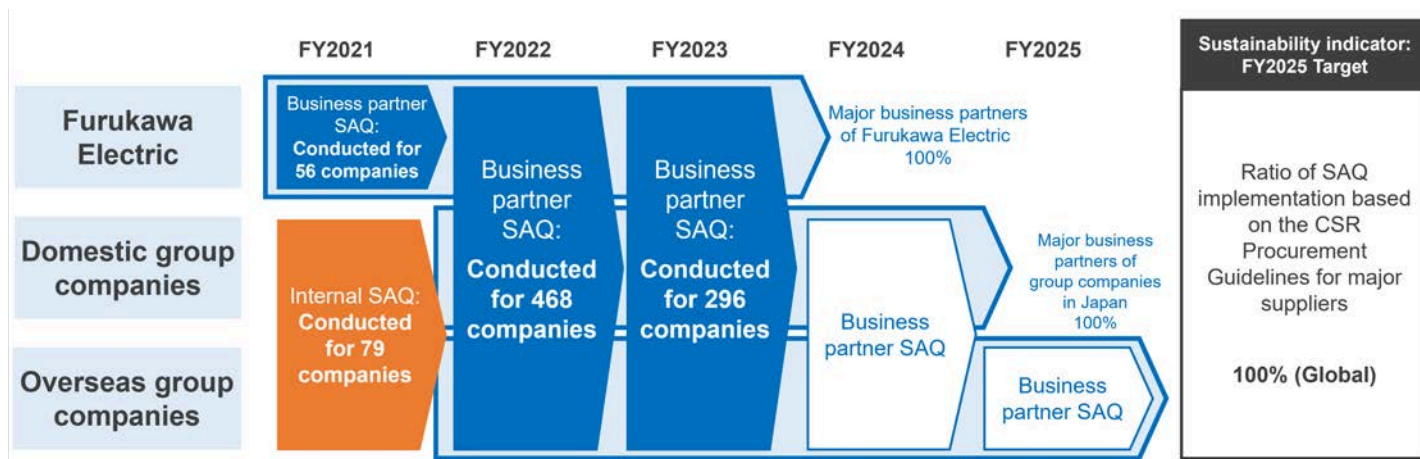 FY2021
FY2022
FY2023
FY2024
FY2025
Sustainability indicator:
FY2025 Target
Furukawa
Electric
Business partner
SAQ:
Conducted for
56 companies
Business
partner
SAQ:
Conducted
for 468
companies
Business
partner
SAQ:
Conducted
for 296
companies
Major business partners
of Furukawa Electric
100%
Domestic group
companies
Internal SAQ:
Conducted
for 79
companies
Business
partner SAQ
Major business
partners of
group companies
in Japan
100%
Overseas group
companies
Business
partner SAQ
Ratio of SAQ
implementation based
on the CSR
Procurement
Guidelines for major
suppliers
100% (Global)